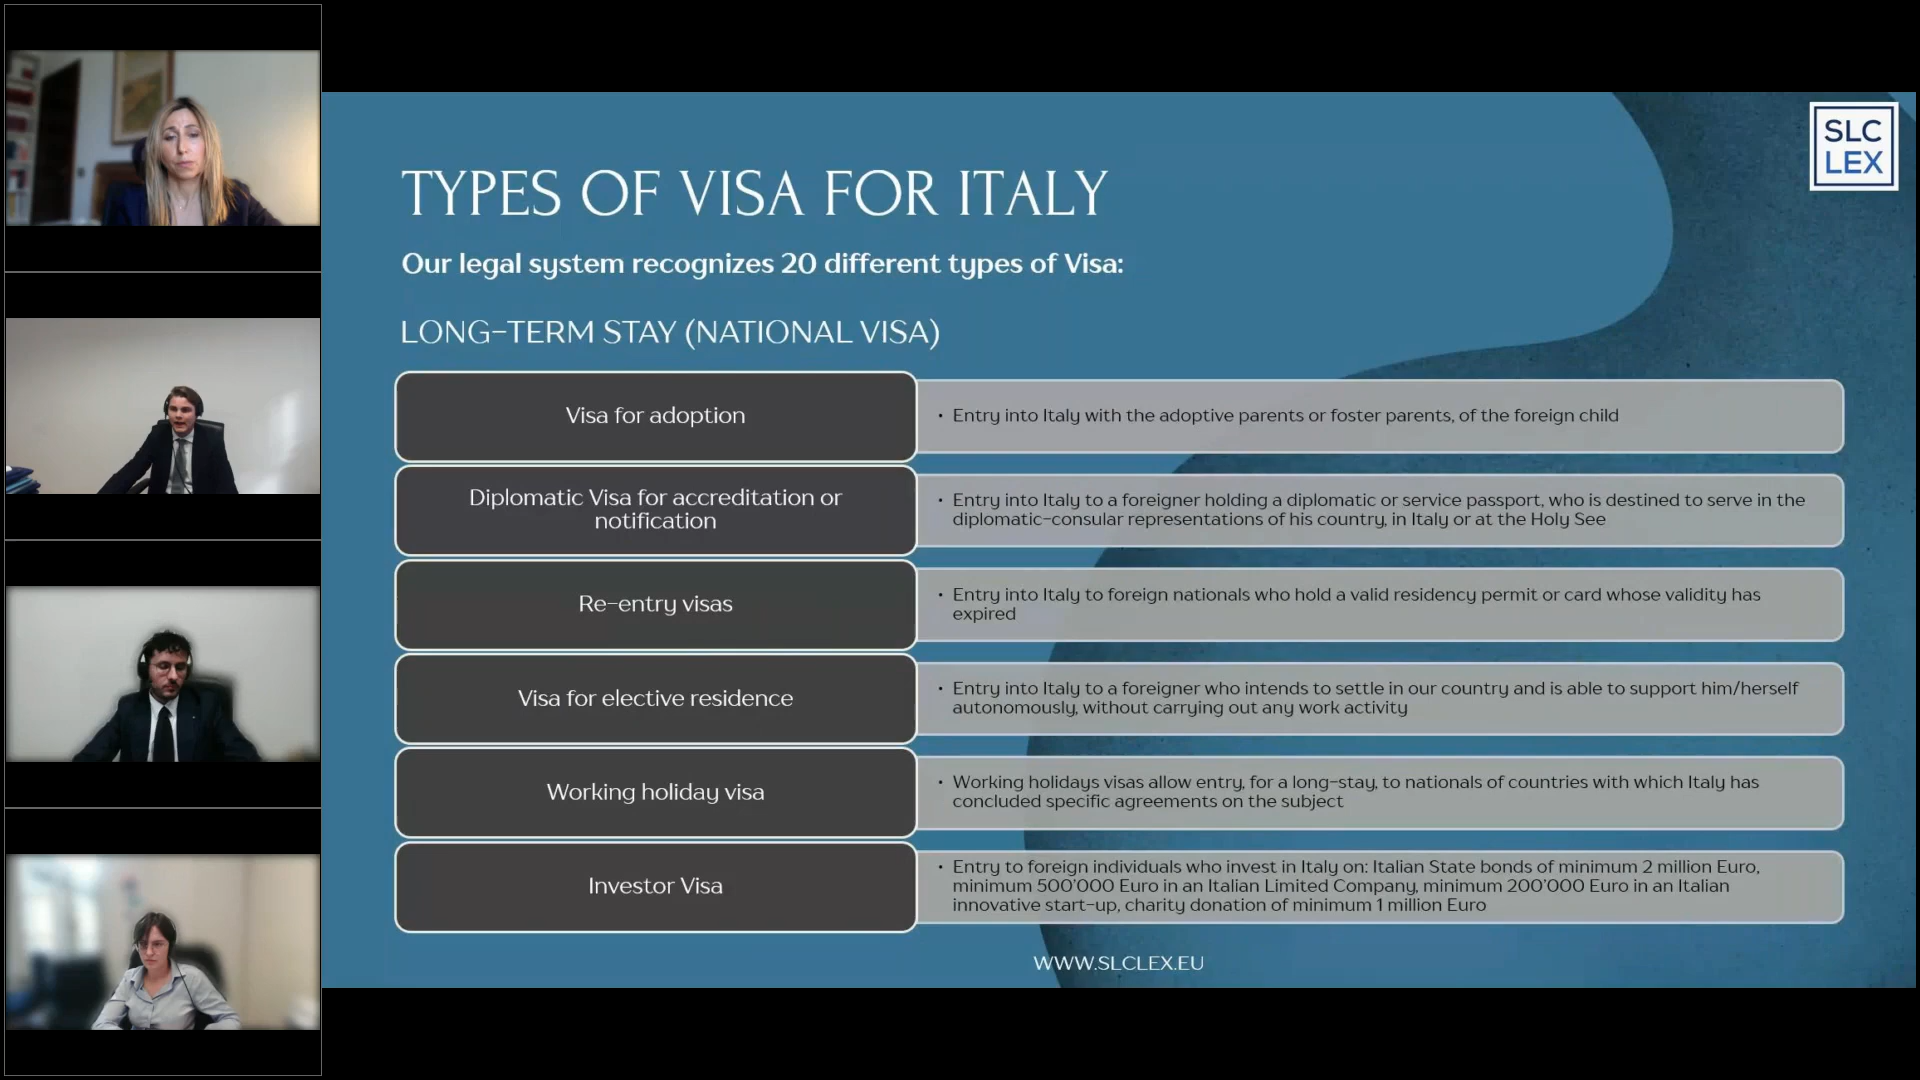 SLC
LEX
TYPES OF VISA FOR ITALY
Our legal system recognizes 20 different types of Visa:
LONG-TERM STAY (NATIONAL VISA)
Visa for adoption
• Entry into Italy with the adoptive parents or foster parents, of the foreign child
Diplomatic Visa for accreditation or
notification
• Entry into Italy to a foreigner holding a diplomatic or service passport, who is destined to serve in the
diplomatic-consular representations of his country, in Italy or at the Holy See
Re-entry visas
• Entry into Italy to foreign nationals who hold a valid residency permit or card whose validity has
expired
Visa for elective residence
• Entry into Italy to a foreigner who intends to settle in our country and is able to support him/herself
autonomously, without carrying out any work activity
Working holiday visa
• Working holidays visas allow entry, for a long-stay, to nationals of countries with which Italy has
concluded specific agreements on the subject
Investor Visa
• Entry to foreign individuals who invest in Italy on: Italian State bonds of minimum 2 million Euro,
minimum 500'000 Euro in an Italian Limited Company, minimum 200'000 Euro in an Italian
innovative start-up, charity donation of minimum 1 million Euro
WWW.SLCLEX.EU